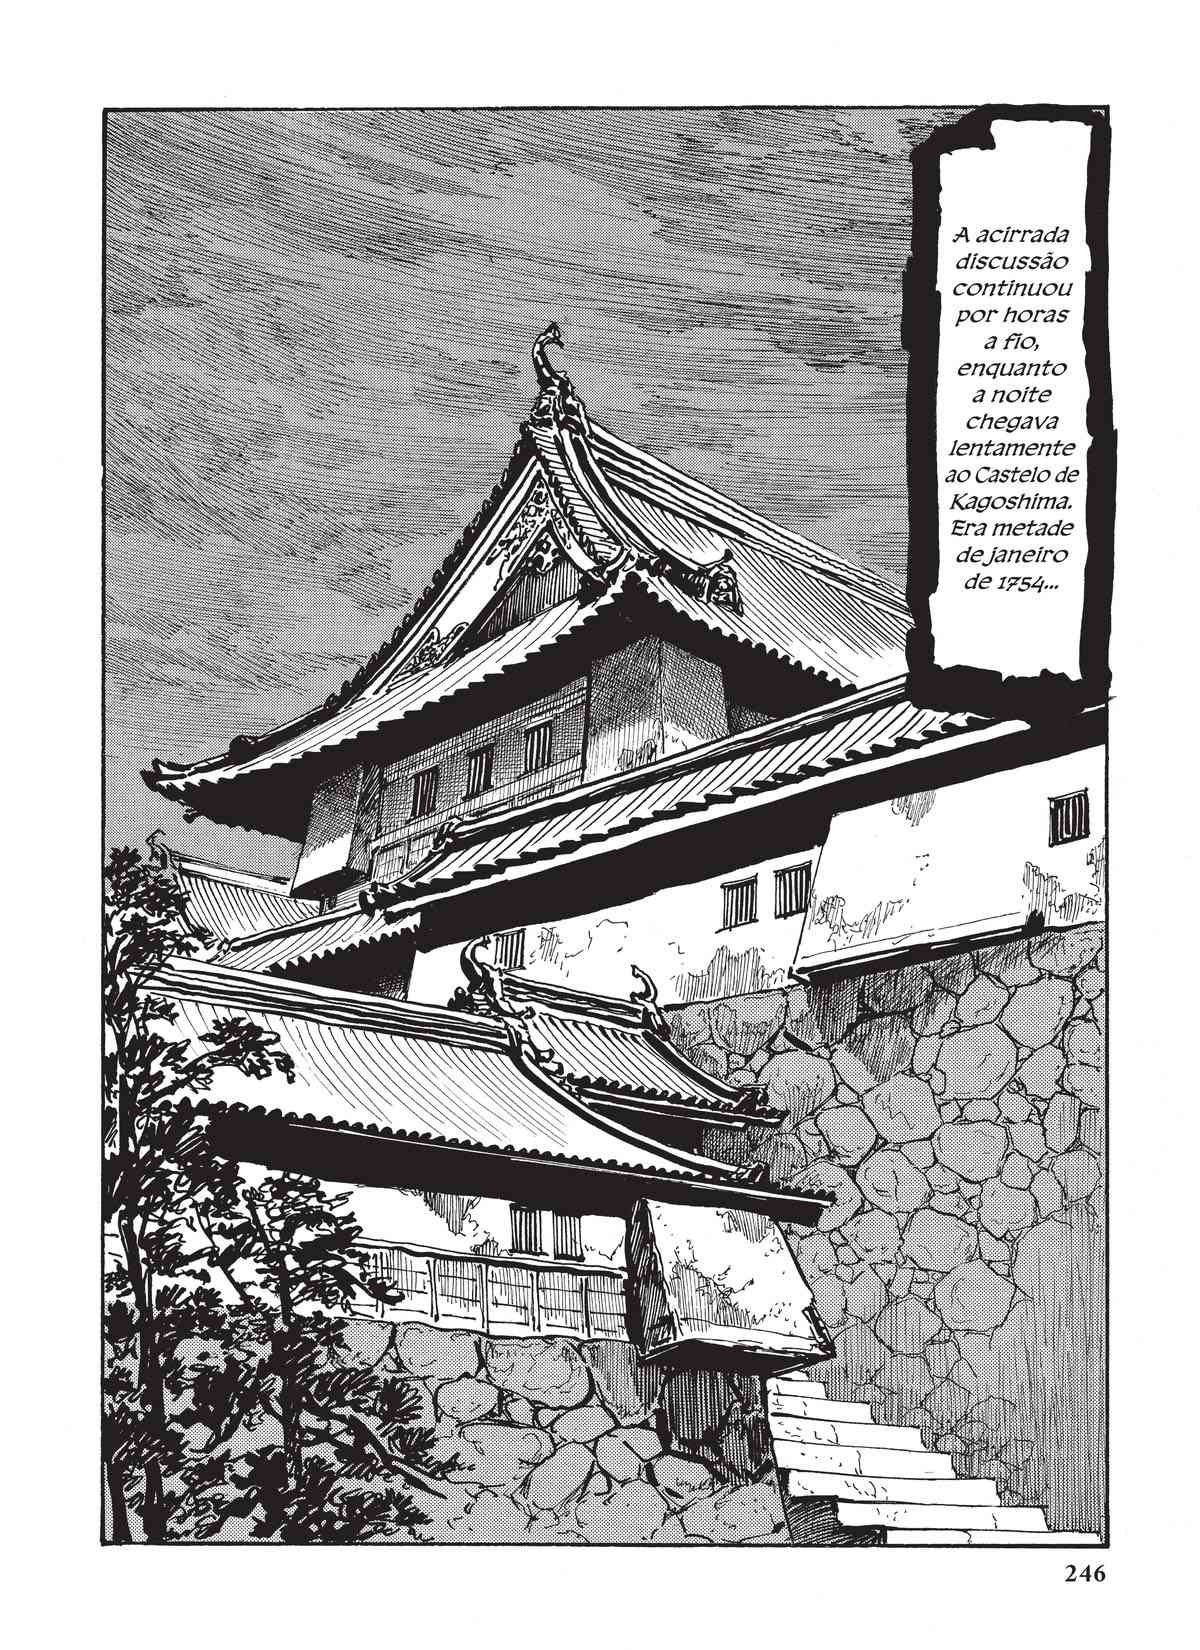 A acirrada
discussão
continuou
por horas
a fio,
enquanto
a noite
chegava
lentamente
ao Castelo de
Kagoshima.
Era metade
de janeiro
de 1754...
246